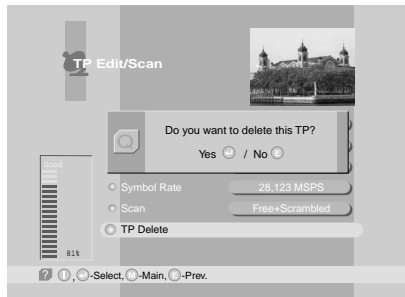 TP Edit/Scan
Do you want to delete this TP?
Yes / No E
Good
Symbol Rate 28,123 MSPS
Scan Free+Scrambled
TP Delete
81%
? i , -Select, M-Main, E-Prev.